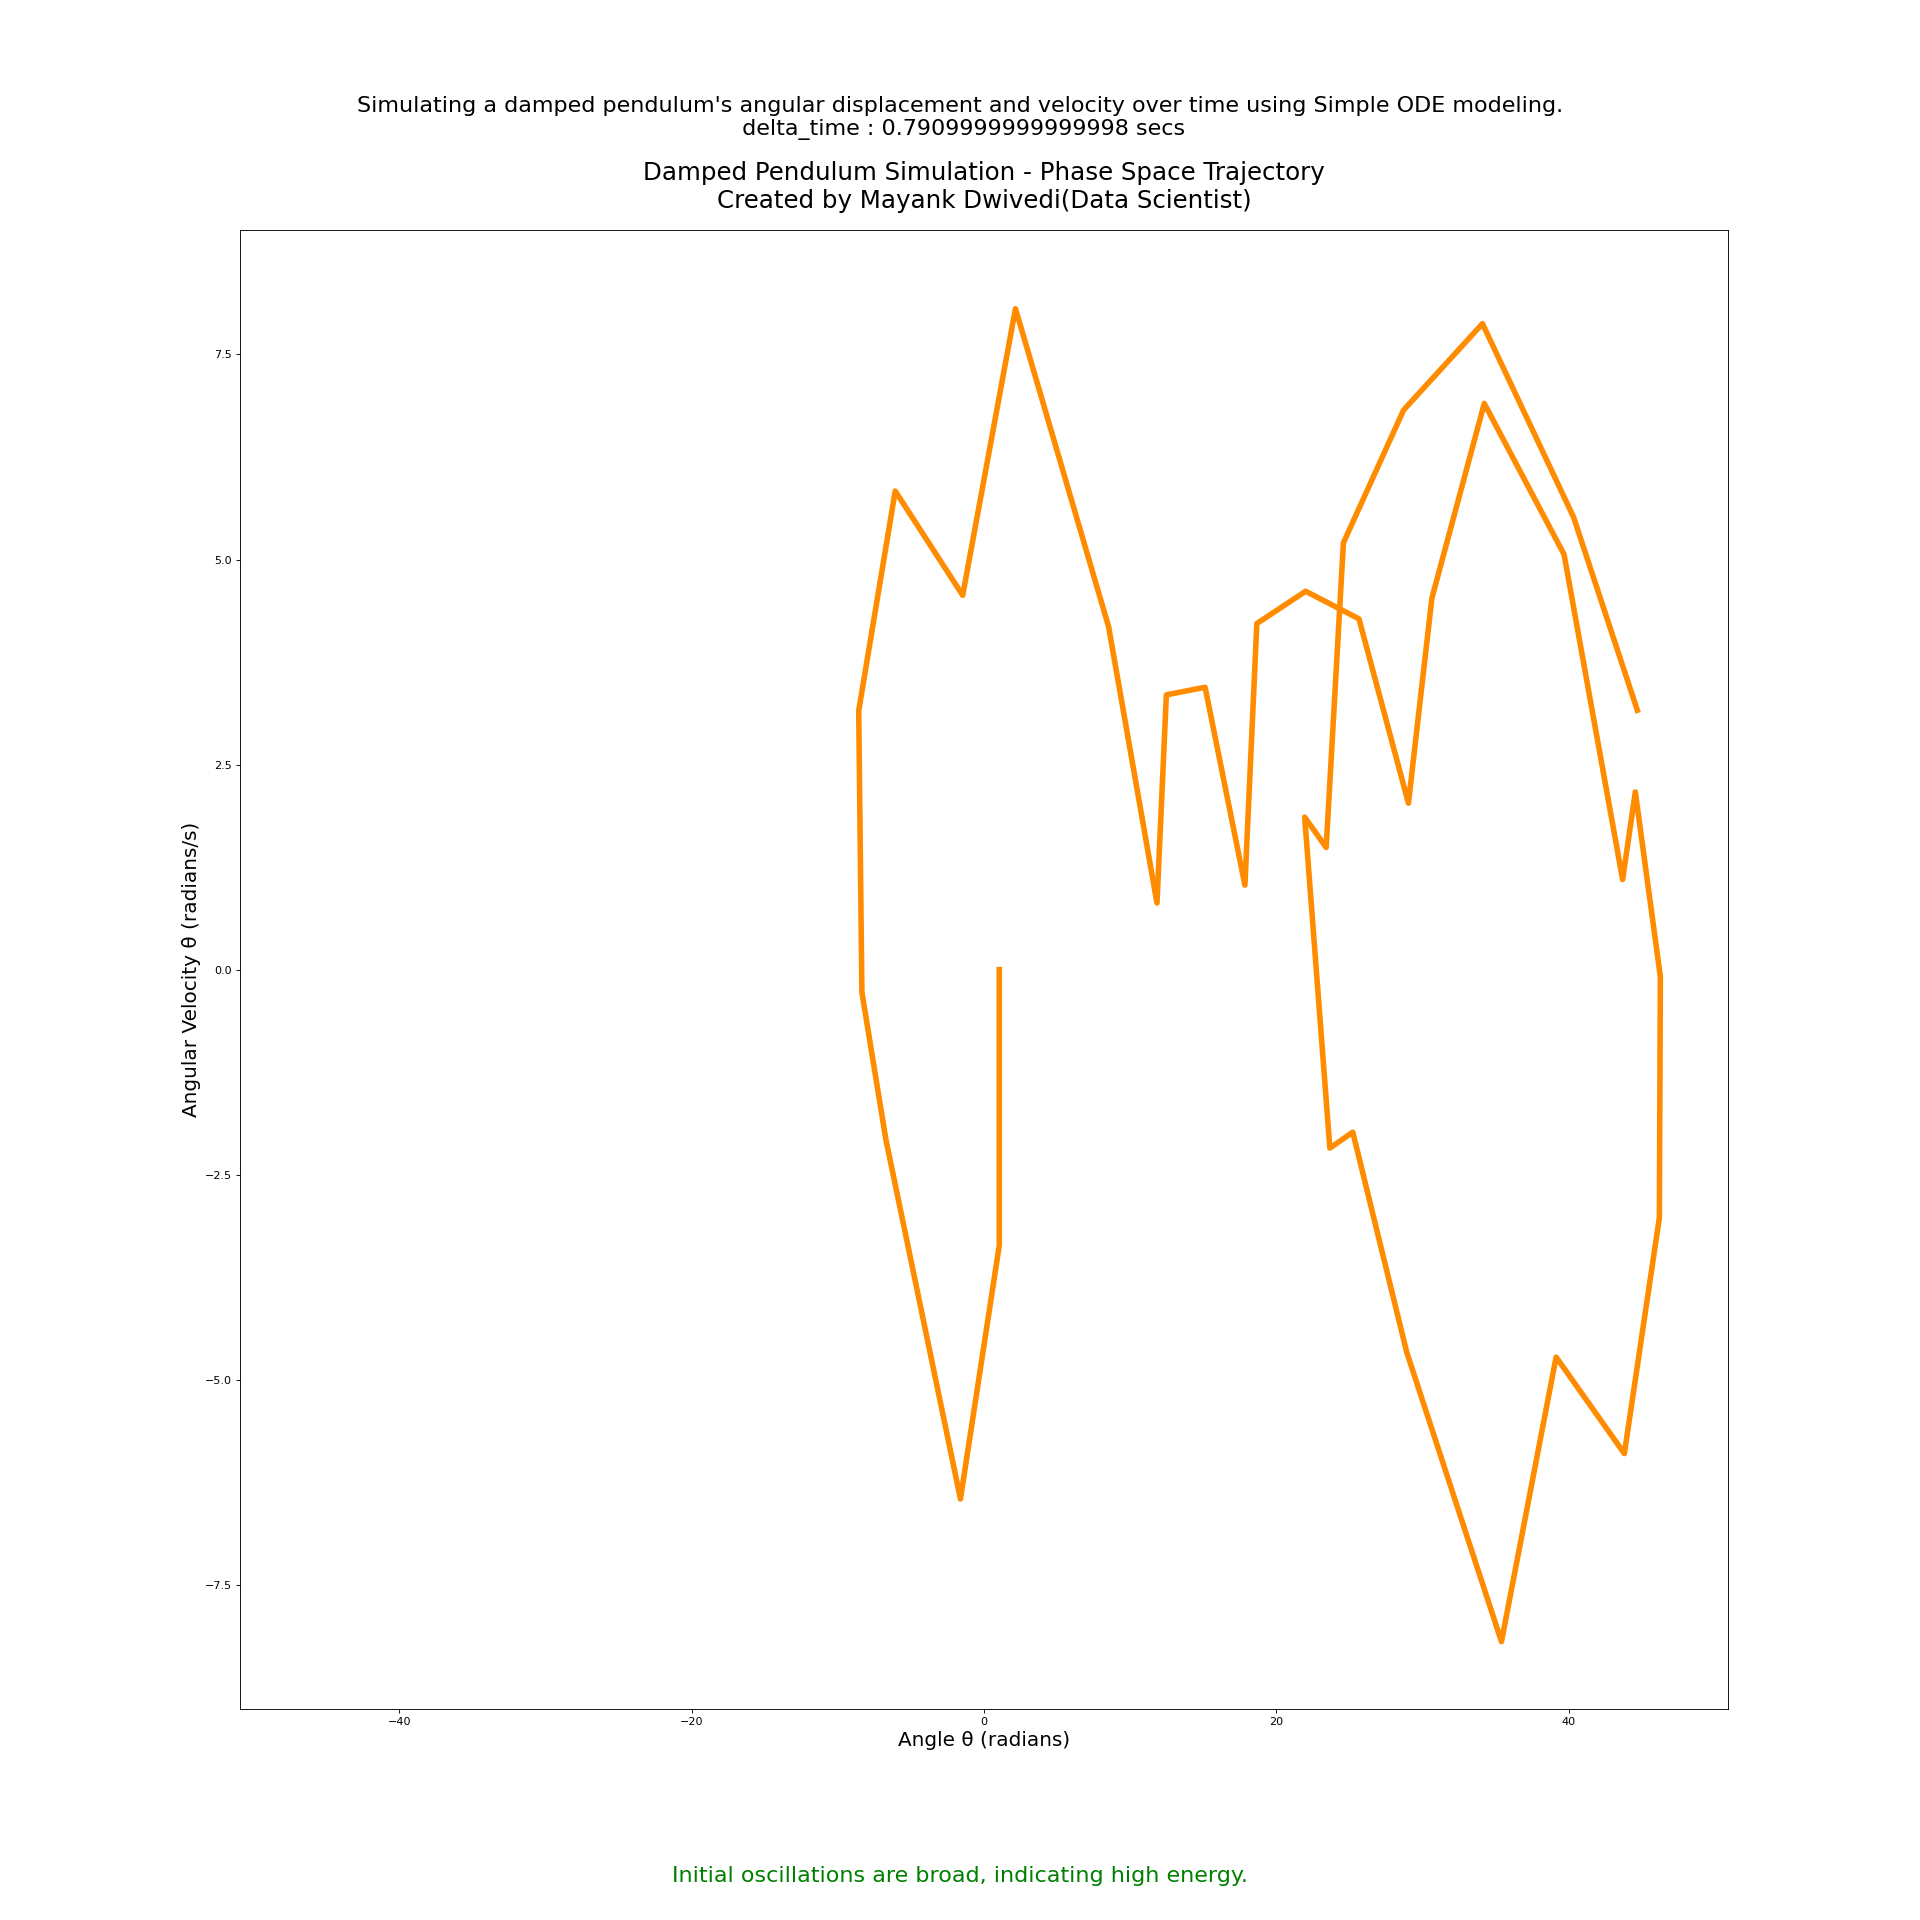 Simulating a damped pendulum's angular displacement and velocity over time using Simple ODE modeling.
delta_time : 0.7909999999999998 secs
Damped Pendulum Simulation - Phase Space Trajectory
Created by Mayank Dwivedi(Data Scientist)
Angular Velocity θ (radians/s)
7.5
5.0
2.5
0.0
−2.5
−5.0
−7.5
−40
−20
0
20
40
Angle θ (radians)
Initial oscillations are broad, indicating high energy.